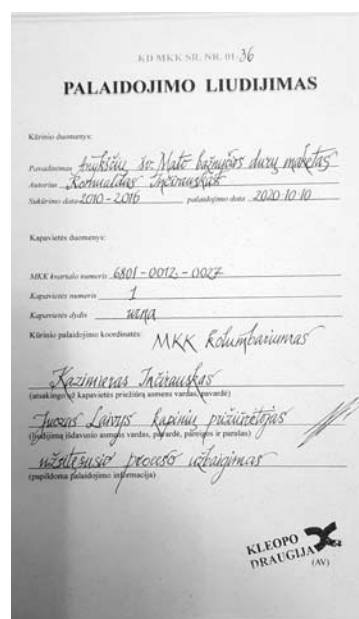 KD MKK SR. NR. 01-36
PALAIDOJIMO LIUDIJIMAS
Kūrinio duomenys:
Pavadinimas Anykščių šv. Mato bažnyčios durų maketas
Autorius Romualdas Inčirauskas
Sukūrimo data 2010-2016 palaidojimo data 2020 10 10
Kapavietės duomenys:
MKK kvartalo numeris 6801-0012-0027
Kapavietės numeris 1
Kapavietės dydis urna
Kūrinio palaidojimo koordinatės: MKK kolumbariumas
Kazimieras Inčirauskas
(atsakingo už kapavietės priežiūrą asmens vardas, pavardė)
Juozas Laivys kapinių prižiūrėtojas
(liudijimą išdavusio asmens vardas, pavardė, pareigos ir parašas)
užsitęsusio proceso užbaigimas
(papildoma palaidojimo informacija)
KLEOPO
DRAUGIJA
(AV)